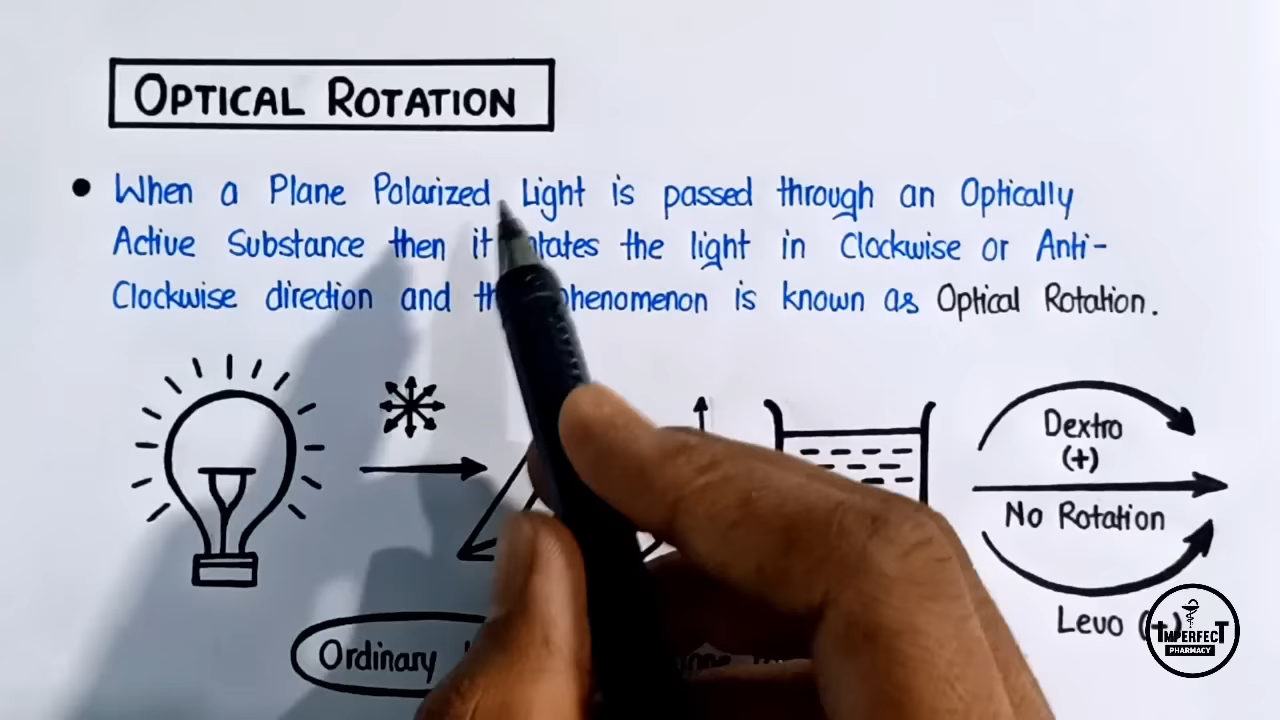 OPTICAL ROTATION
• When a Plane Polarized Light is passed through an Optically
Active Substance then it the light in Clockwise or Anti-
Clockwise direction and phenomenon is known as Optical Rotation.
Dextro
(+)
No Rotation
Levo
Ordinary
IMPERFECT
PHARMACY